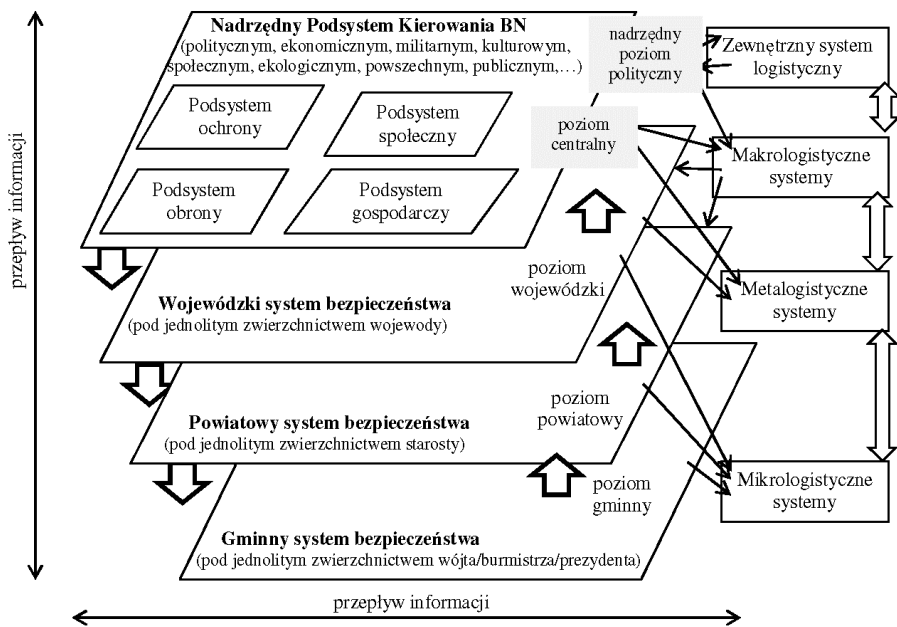 Nadrzędny Podsystem Kierowania BN
(politycznym, ekonomicznym, militarnym, kulturowym,
społecznym, ekologicznym, powszechnym, publicznym,…)
nadrzędny
poziom
polityczny
Zewnętrzny system
logistyczny
Podsystem
ochrony
Podsystem
społeczny
poziom
centralny
Makrologistyczne
systemy
Podsystem
obrony
Podsystem
gospodarczy
przepływ informacji
poziom
wojewódzki
Wojewódzki system bezpieczeństwa
(pod jednolitym zwierzchnictwem wojewody)
Metalogistyczne
systemy
poziom
powiatowy
Powiatowy system bezpieczeństwa
(pod jednolitym zwierzchnictwem starosty)
Mikrologistyczne
systemy
poziom
gminny
Gminny system bezpieczeństwa
(pod jednolitym zwierzchnictwem wójta/burmistrza/prezydenta)
przepływ informacji